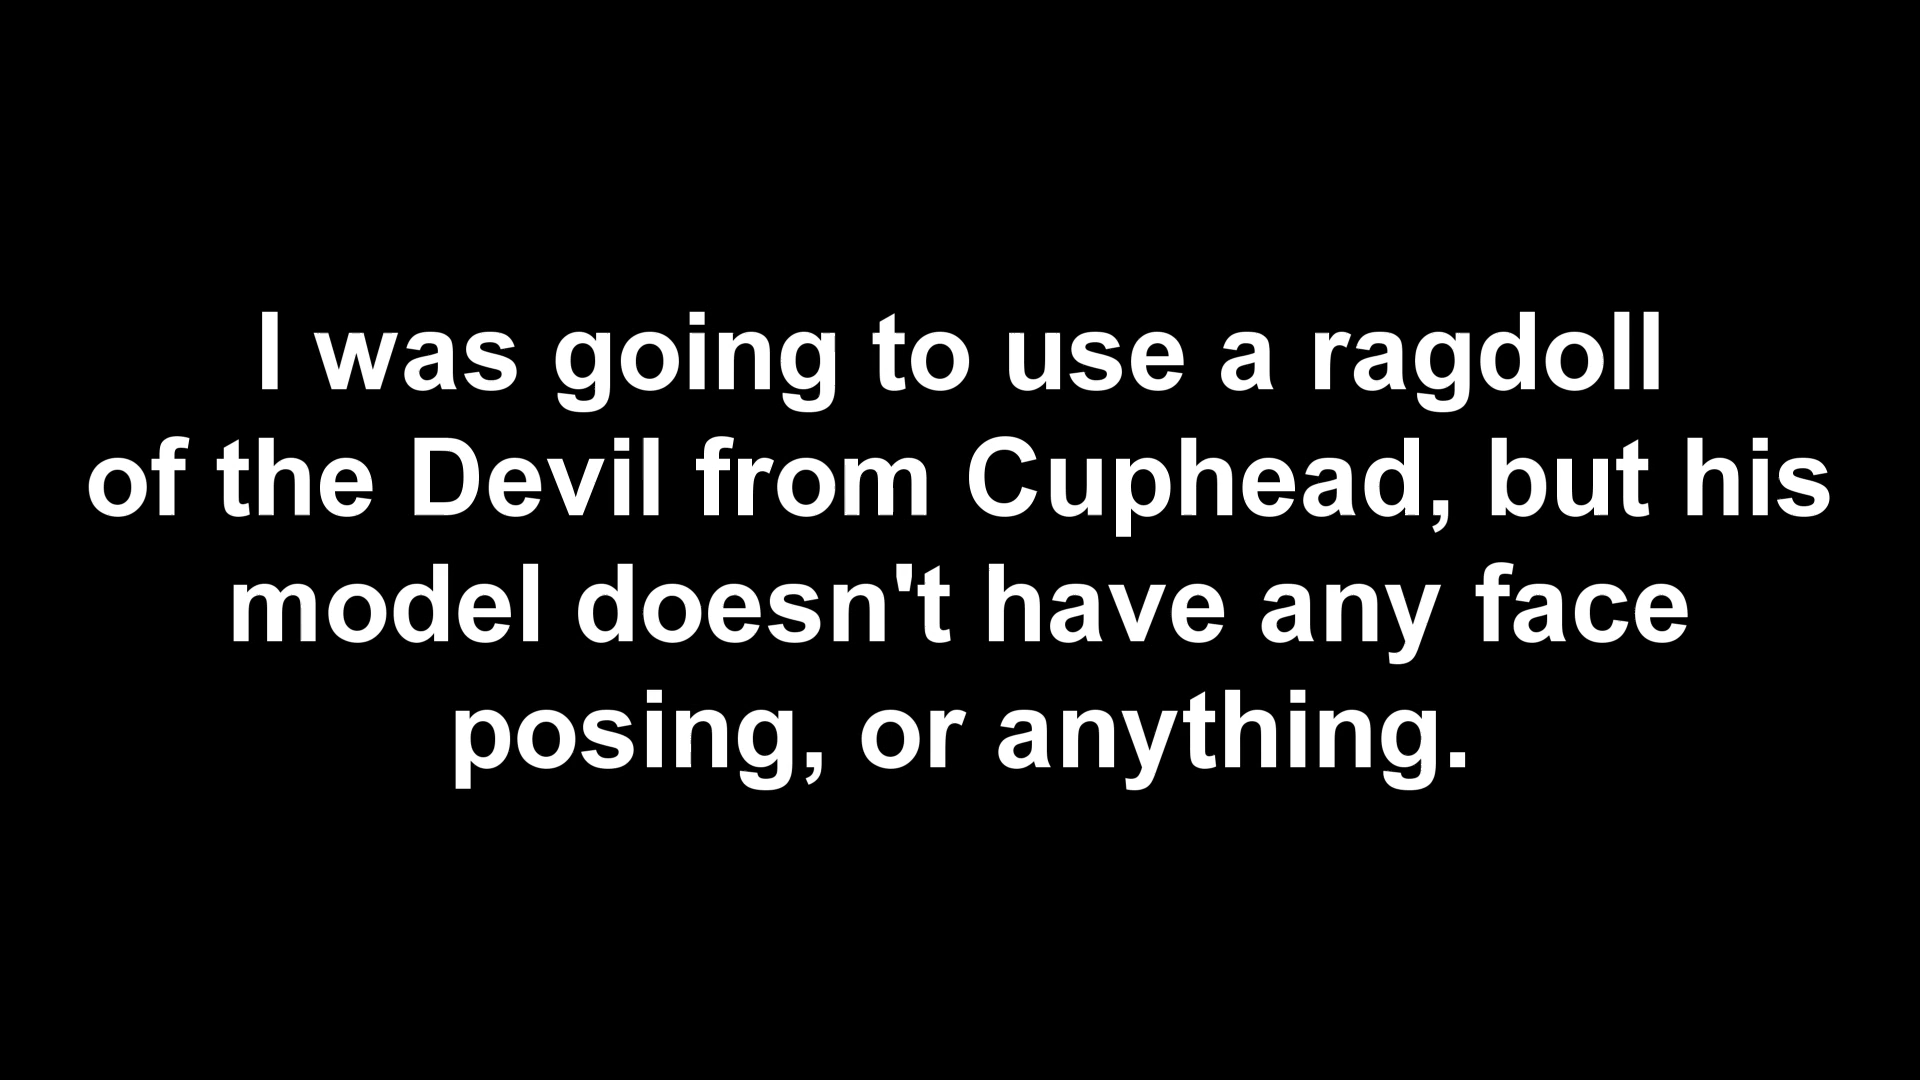 I was going to use a ragdoll
of the Devil from Cuphead, but his
model doesn't have any face
posing, or anything.